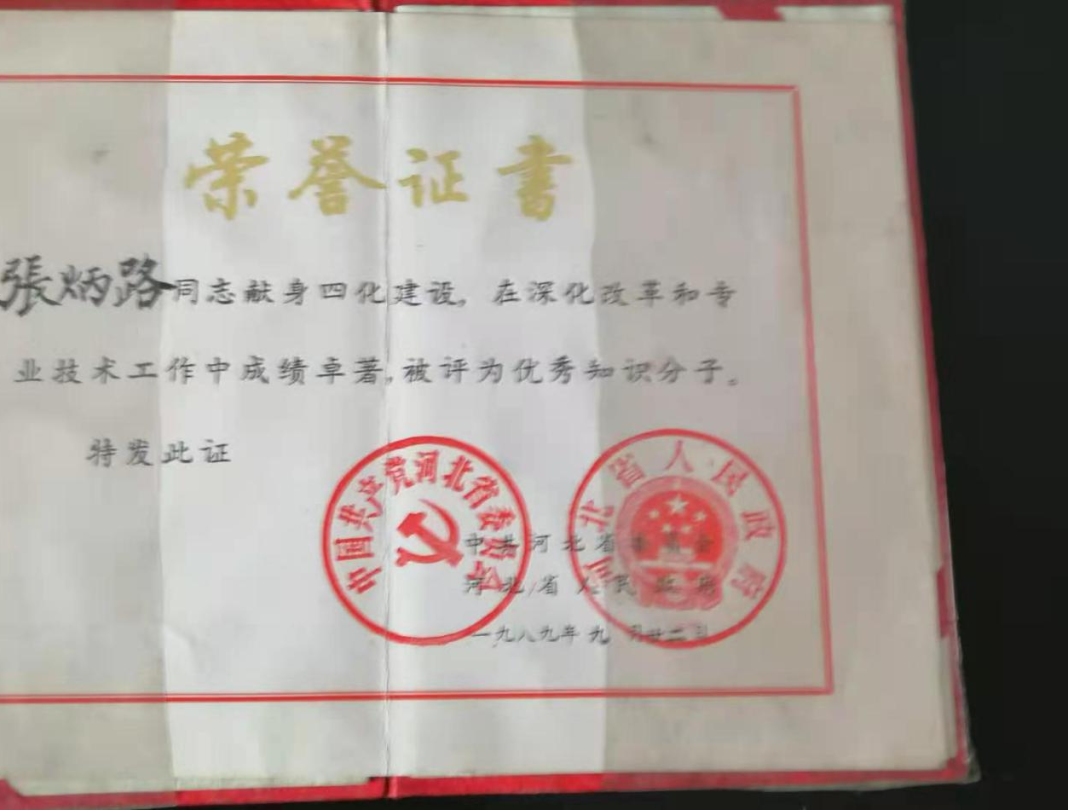 荣誉证书
張炳路同志献身四化建设,在深化改革和专
业技术工作中成绩卓著,被评为优秀知识分子。
特发此证
中国共产党河北省委员会
河北省人民政府
中共河北省委员会
河北省人民政府
一九八九年九月廿二日